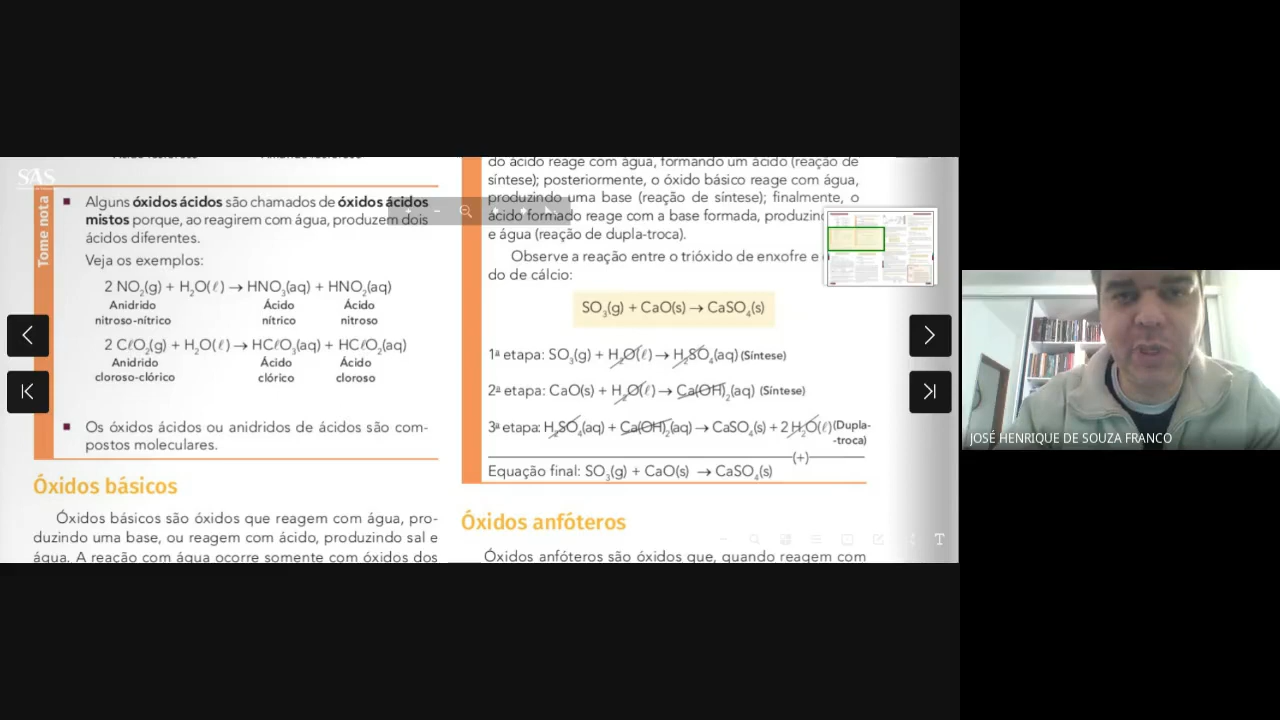 SAS
Tome nota
Alguns óxidos ácidos são chamados de óxidos ácidos
mistos porque, ao reagirem com água, produzem dois
ácidos diferentes.
Veja os exemplos:
2 NO₂(g) + H₂O(ℓ) → HNO₃(aq) + HNO₂(aq)
Anidrido Ácido Ácido
nitroso-nítrico nítrico nitroso
2 CℓO₂(g) + H₂O(ℓ) → HCℓO₃(aq) + HCℓO₂(aq)
Anidrido Ácido Ácido
cloroso-clórico clórico cloroso
Os óxidos ácidos ou anidridos de ácidos são com-
postos moleculares.
Óxidos básicos
Óxidos básicos são óxidos que reagem com água, pro-
duzindo uma base, ou reagem com ácido, produzindo sal e
água. A reação com água ocorre somente com óxidos dos
do ácido reage com água, formando um ácido (reação de
síntese); posteriormente, o óxido básico reage com água,
produzindo uma base (reação de síntese); finalmente, o
ácido formado reage com a base formada, produzin
e água (reação de dupla-troca).
Observe a reação entre o trióxido de enxofre e
do de cálcio:
SO₃(g) + CaO(s) → CaSO₄(s)
1ª etapa: SO₃(g) + H₂O(ℓ) → H₂SO₄(aq) (Síntese)
2ª etapa: CaO(s) + H₂O(ℓ) → Ca(OH)₂(aq) (Síntese)
3ª etapa: H₂SO₄(aq) + Ca(OH)₂(aq) → CaSO₄(s) + 2 H₂O(ℓ) (Dupla-
-troca)
(+)
Equação final: SO₃(g) + CaO(s) → CaSO₄(s)
Óxidos anfóteros
Óxidos anfóteros são óxidos que, quando reagem com
JOSÉ HENRIQUE DE SOUZA FRANCO